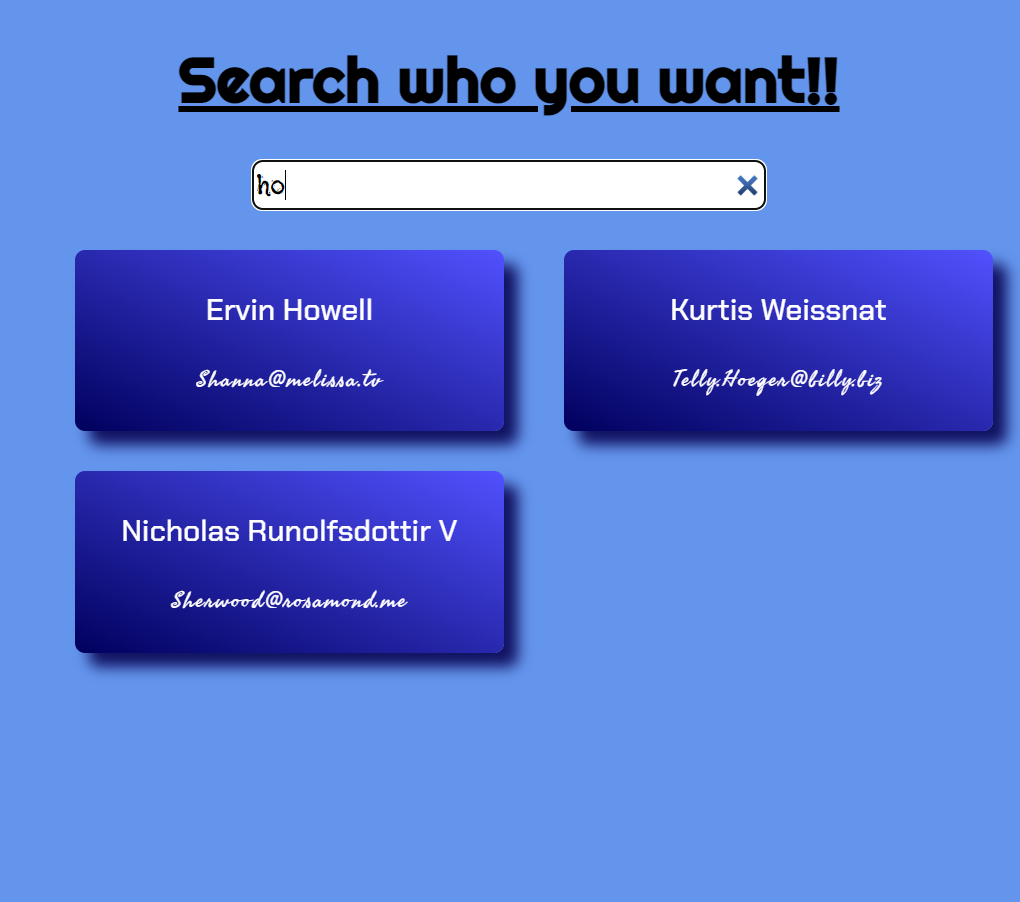 Search who you want!!
ho
Ervin Howell
Shanna@melissa.tv
Kurtis Weissnat
Telly.Hoeger@billy.biz
Nicholas Runolfsdottir V
Sherwood@rosamond.me